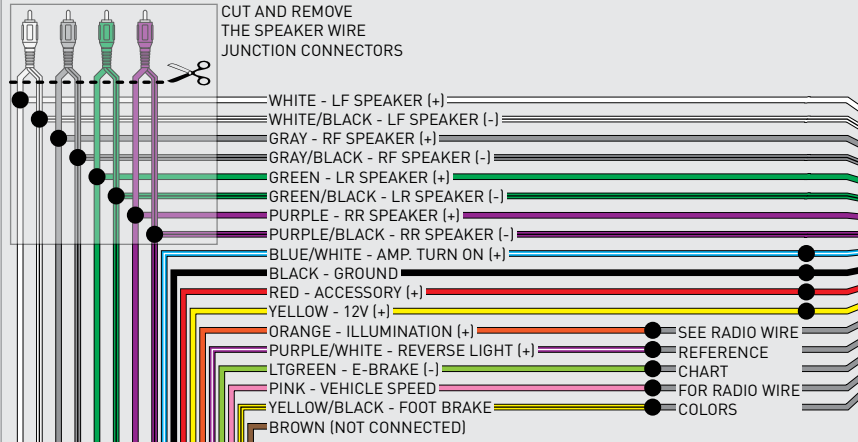 CUT AND REMOVE
THE SPEAKER WIRE
JUNCTION CONNECTORS
WHITE - LF SPEAKER (+)
WHITE/BLACK - LF SPEAKER (-)
GRAY - RF SPEAKER (+)
GRAY/BLACK - RF SPEAKER (-)
GREEN - LR SPEAKER (+)
GREEN/BLACK - LR SPEAKER (-)
PURPLE - RR SPEAKER (+)
PURPLE/BLACK - RR SPEAKER (-)
BLUE/WHITE - AMP. TURN ON (+)
BLACK - GROUND
RED - ACCESSORY (+)
YELLOW - 12V (+)
ORANGE - ILLUMINATION (+)
PURPLE/WHITE - REVERSE LIGHT (+)
LTGREEN - E-BRAKE (-)
PINK - VEHICLE SPEED
YELLOW/BLACK - FOOT BRAKE
BROWN (NOT CONNECTED)
SEE RADIO WIRE
REFERENCE
CHART
FOR RADIO WIRE
COLORS